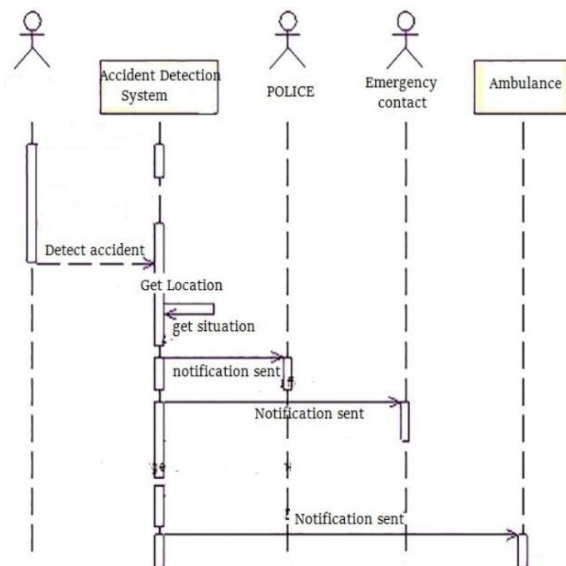 Accident Detection
System
POLICE
Emergency
contact
Ambulance
Detect accident
Get Location
get situation
notification sent
Notification sent
Notification sent